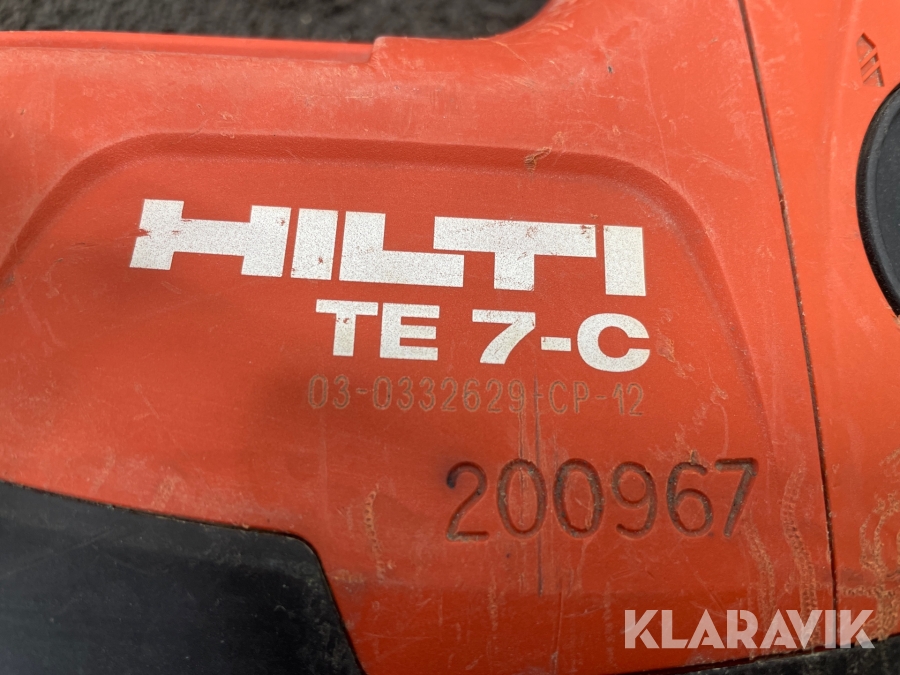 HILTI
TE 7-C
03-0332629-CP-12
200967
KLARAVIK